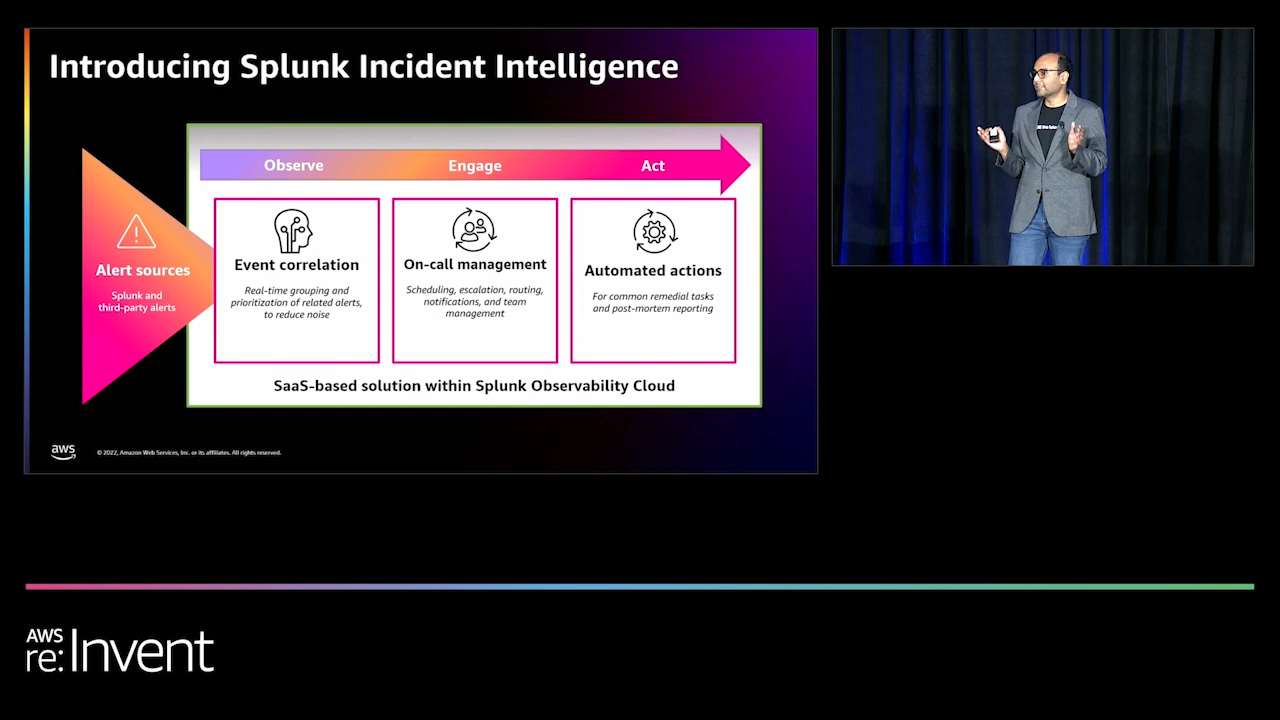 Introducing Splunk Incident Intelligence
Observe
Engage
Act
Alert sources
Splunk and
third-party alerts
Event correlation
Real-time grouping and
prioritization of related alerts,
to reduce noise
On-call management
Scheduling, escalation, routing,
notifications, and team
management
Automated actions
For common remedial tasks
and post-mortem reporting
SaaS-based solution within Splunk Observability Cloud
aws
© 2022, Amazon Web Services, Inc. or its affiliates. All rights reserved.
AWS
re:Invent